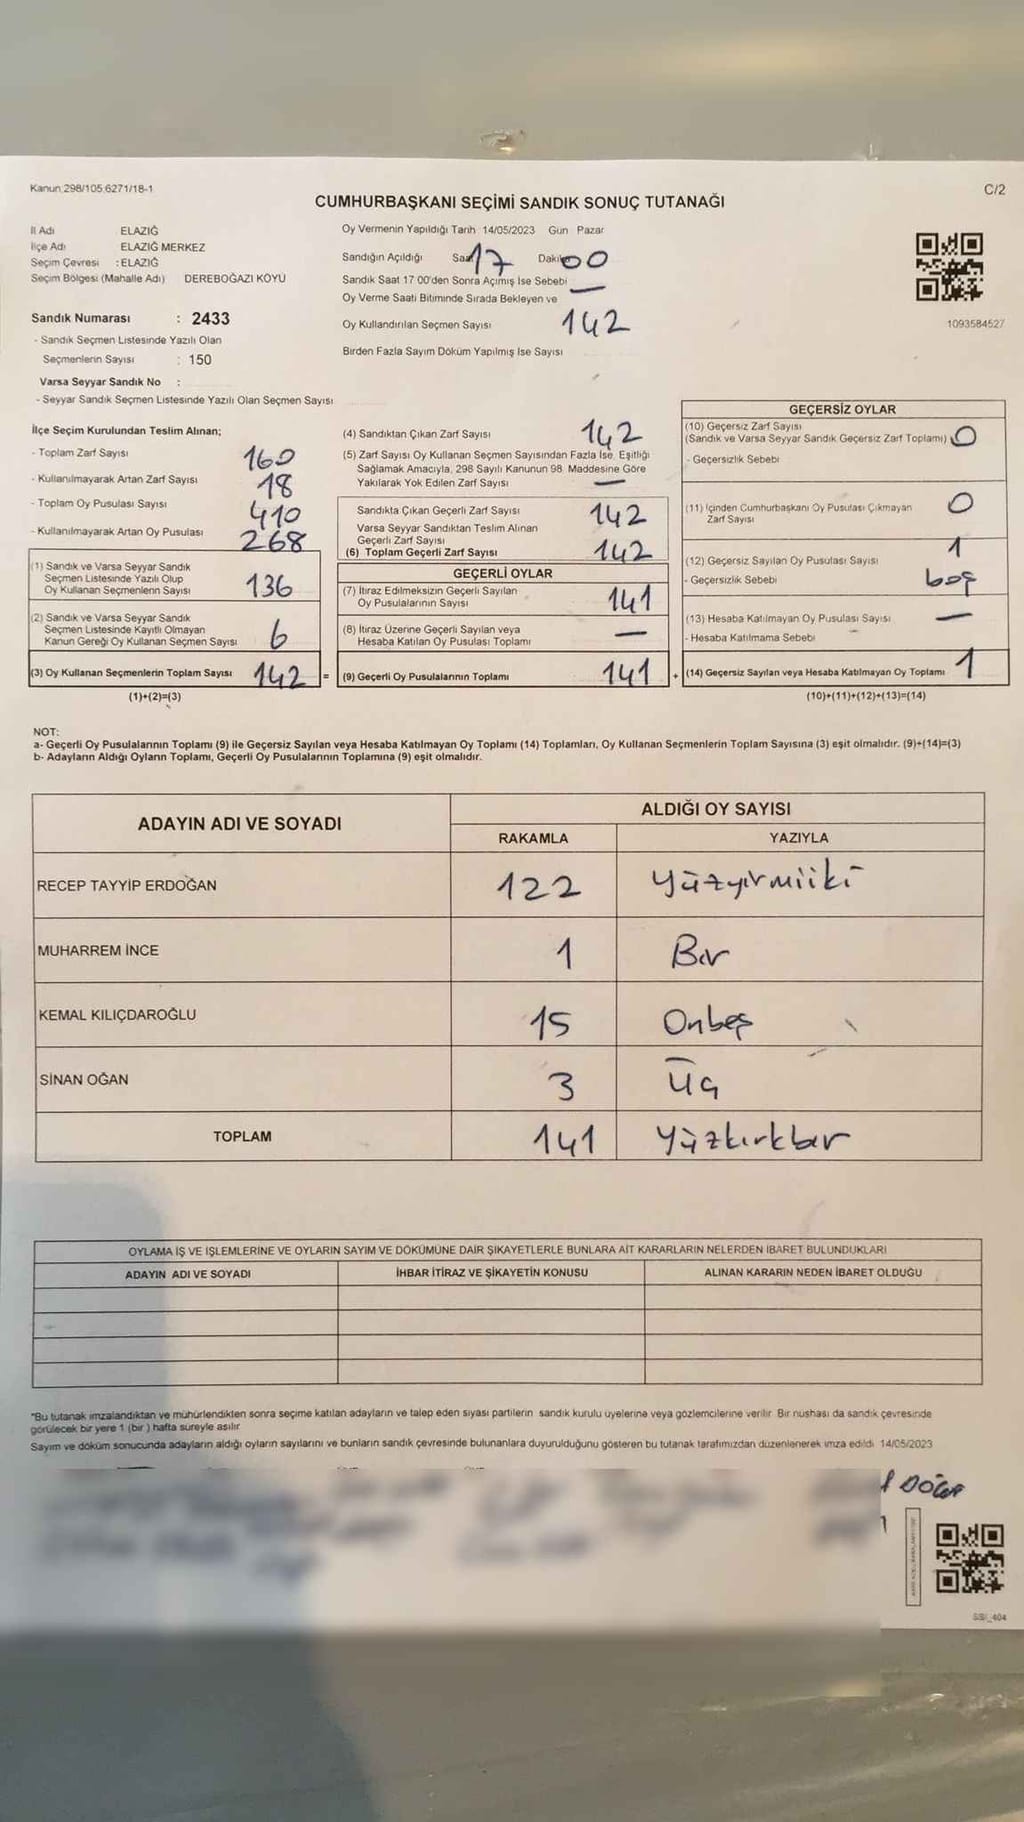 Kanun 298/105 6271/18-1
C/2
CUMHURBAŞKANI SEÇİMİ SANDIK SONUÇ TUTANAĞI
İl Adı ELAZIĞ
İlçe Adı ELAZIĞ MERKEZ
Seçim Çevresi : ELAZIĞ
Seçim Bölgesi (Mahalle Adı) DEREBOĞAZI KÖYÜ
Sandık Numarası : 2433
- Sandık Seçmen Listesinde Yazılı Olan
Seçmenlerin Sayısı : 150
Varsa Seyyar Sandık No :
- Seyyar Sandık Seçmen Listesinde Yazılı Olan Seçmen Sayısı
Oy Vermenin Yapıldığı Tarih 14/05/2023 Gün Pazar
Sandığın Açıldığı Saat 17 Dakika 00
Sandık Saat 17 00'den Sonra Açılmış İse Sebebi —
Oy Verme Saati Bitiminde Sırada Bekleyen ve
Oy Kullandırılan Seçmen Sayısı 142
Birden Fazla Sayım Döküm Yapılmış İse Sayısı
1093584527
İlçe Seçim Kurulundan Teslim Alınan;
- Toplam Zarf Sayısı 160
- Kullanılmayarak Artan Zarf Sayısı 18
- Toplam Oy Pusulası Sayısı 410
- Kullanılmayarak Artan Oy Pusulası 268
(1) Sandık ve Varsa Seyyar Sandık
Seçmen Listesinde Yazılı Olup
Oy Kullanan Seçmenlerin Sayısı 136
(2) Sandık ve Varsa Seyyar Sandık
Seçmen Listesinde Kayıtlı Olmayan
Kanun Gereği Oy Kullanan Seçmen Sayısı 6
(3) Oy Kullanan Seçmenlerin Toplam Sayısı 142 =
(1)+(2)=(3)
(4) Sandıktan Çıkan Zarf Sayısı 142
(5) Zarf Sayısı Oy Kullanan Seçmen Sayısından Fazla İse, Eşitliği
Sağlamak Amacıyla, 298 Sayılı Kanunun 98. Maddesine Göre
Yakılarak Yok Edilen Zarf Sayısı —
Sandıkta Çıkan Geçerli Zarf Sayısı 142
Varsa Seyyar Sandıktan Teslim Alınan
Geçerli Zarf Sayısı
(6) Toplam Geçerli Zarf Sayısı 142
GEÇERLİ OYLAR
(7) İtiraz Edilmeksizin Geçerli Sayılan
Oy Pusulalarının Sayısı 141
(8) İtiraz Üzerine Geçerli Sayılan veya
Hesaba Katılan Oy Pusulası Toplamı —
(9) Geçerli Oy Pusulalarının Toplamı 141 +
GEÇERSİZ OYLAR
(10) Geçersiz Zarf Sayısı
(Sandık ve Varsa Seyyar Sandık Geçersiz Zarf Toplamı) 0
- Geçersizlik Sebebi
(11) İçinden Cumhurbaşkanı Oy Pusulası Çıkmayan 0
Zarf Sayısı
(12) Geçersiz Sayılan Oy Pusulası Sayısı 1
- Geçersizlik Sebebi boş
(13) Hesaba Katılmayan Oy Pusulası Sayısı —
- Hesaba Katılmama Sebebi
(14) Geçersiz Sayılan veya Hesaba Katılmayan Oy Toplamı 1
(10)+(11)+(12)+(13)=(14)
NOT:
a- Geçerli Oy Pusulalarının Toplamı (9) ile Geçersiz Sayılan veya Hesaba Katılmayan Oy Toplamı (14) Toplamları, Oy Kullanan Seçmenlerin Toplam Sayısına (3) eşit olmalıdır. (9)+(14)=(3)
b- Adayların Aldığı Oyların Toplamı, Geçerli Oy Pusulalarının Toplamına (9) eşit olmalıdır.
ADAYIN ADI VE SOYADI ALDIĞI OY SAYISI
RAKAMLA YAZIYLA
RECEP TAYYİP ERDOĞAN 122 Yüzyirmiiki
MUHARREM İNCE 1 Bir
KEMAL KILIÇDAROĞLU 15 Onbeş
SİNAN OĞAN 3 Üç
TOPLAM 141 Yüzkırkbir
OYLAMA İŞ VE İŞLEMLERİNE VE OYLARIN SAYIM VE DÖKÜMÜNE DAİR ŞİKAYETLERLE BUNLARA AİT KARARLARIN NELERDEN İBARET BULUNDUKLARI
ADAYIN ADI VE SOYADI İHBAR İTİRAZ VE ŞİKAYETİN KONUSU ALINAN KARARIN NEDEN İBARET OLDUĞU
"Bu tutanak imzalandıktan ve mühürlendikten sonra seçime katılan adayların ve talep eden siyasi partilerin sandık kurulu üyelerine veya gözlemcilerine verilir Bir nüshası da sandık çevresinde
görülecek bir yere 1 (bir ) hafta süreyle asılır
Sayım ve döküm sonucunda adayların aldığı oyların sayılarını ve bunların sandık çevresinde bulunanlara duyurulduğunu gösteren bu tutanak tarafımızdan düzenlenerek imza edildi 14/05/2023
SSI_404